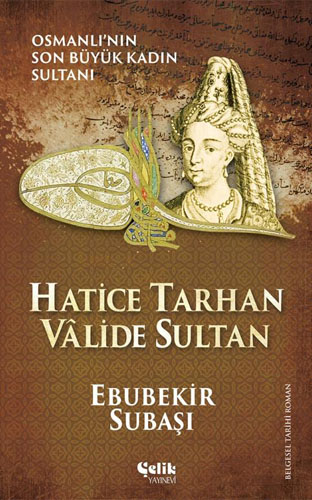 OSMANLI'NIN
SON BÜYÜK KADIN
SULTANI
HATİCE TARHAN
VÂLİDE SULTAN
EBUBEKİR
SUBAŞI
BELGESEL TARİHİ ROMAN
Çelik
YAYINEVİ